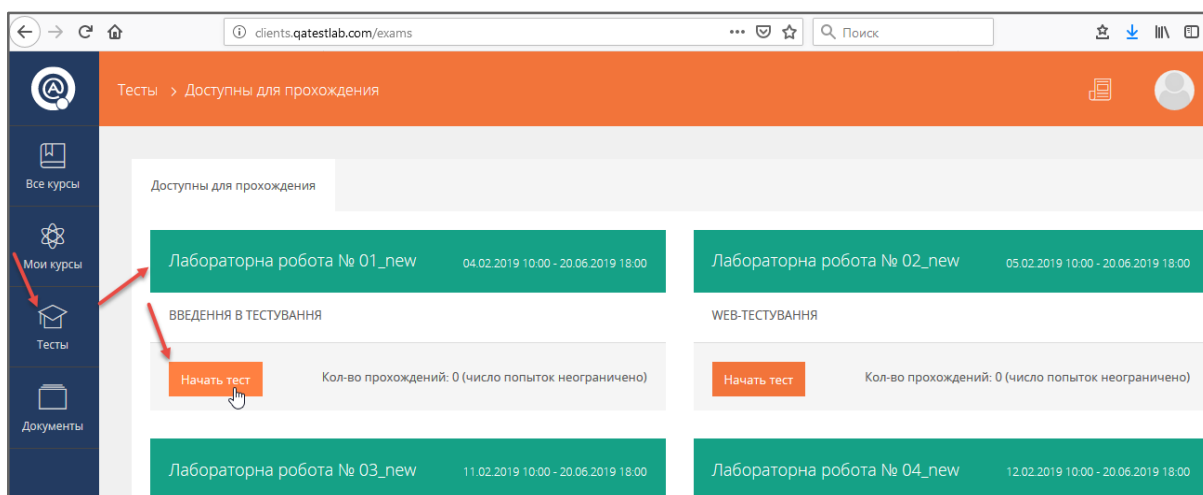 clients.qatestlab.com/exams
Поиск
Тесты > Доступны для прохождения
Все курсы
Мои курсы
Тесты
Документы
Доступны для прохождения
Лабораторна робота № 01_new 04.02.2019 10:00 - 20.06.2019 18:00
ВВЕДЕННЯ В ТЕСТУВАННЯ
Начать тест Кол-во прохождений: 0 (число попыток неограничено)
Лабораторна робота № 02_new 05.02.2019 10:00 - 20.06.2019 18:00
WEB-ТЕСТУВАННЯ
Начать тест Кол-во прохождений: 0 (число попыток неограничено)
Лабораторна робота № 03_new 11.02.2019 10:00 - 20.06.2019 18:00
Лабораторна робота № 04_new 12.02.2019 10:00 - 20.06.2019 18:00